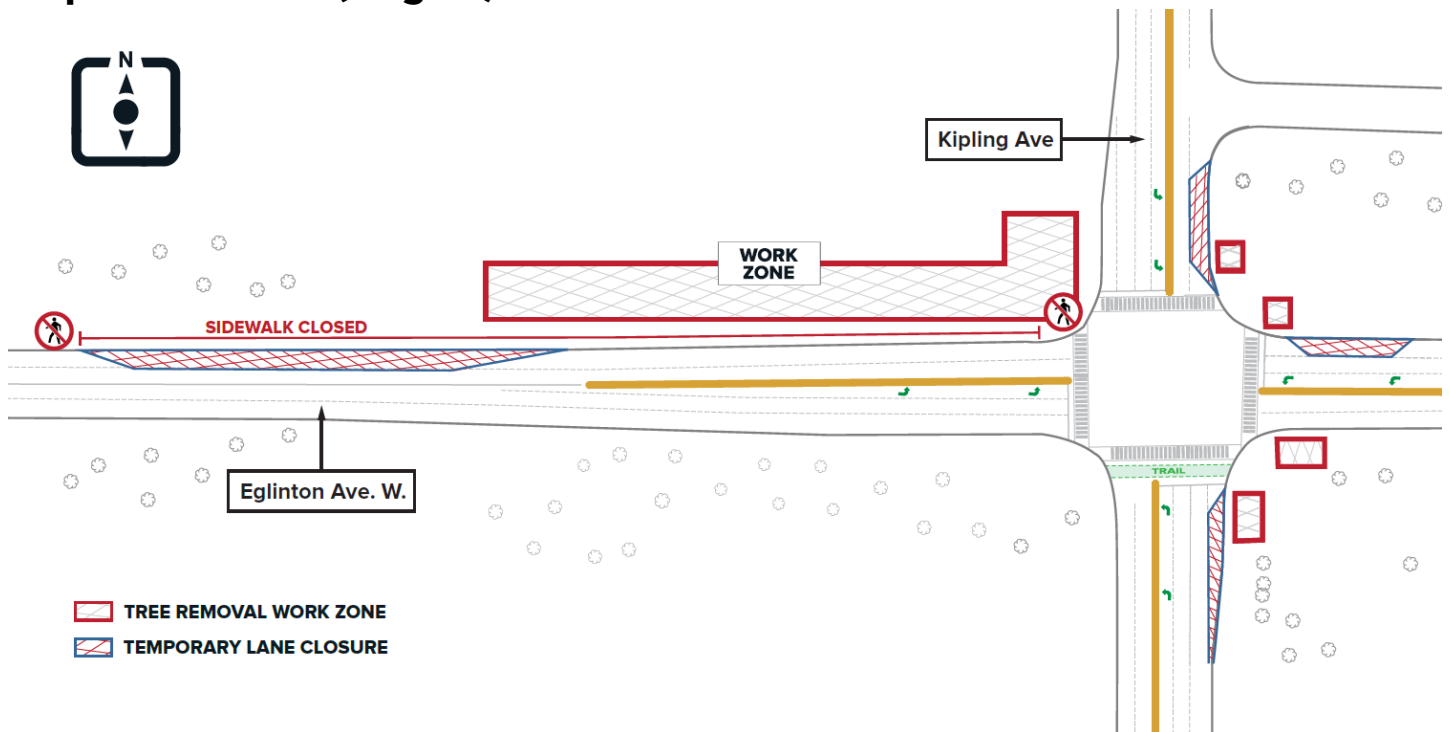 N
Kipling Ave
WORK
ZONE
SIDEWALK CLOSED
TRAIL
Eglinton Ave. W.
TREE REMOVAL WORK ZONE
TEMPORARY LANE CLOSURE